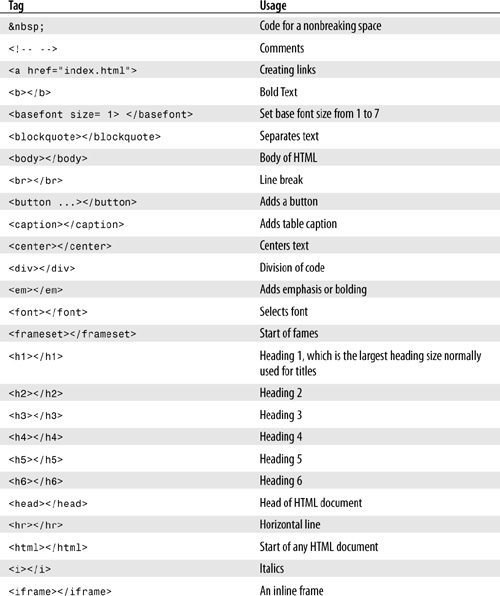 Tag Usage
&nbsp; Code for a nonbreaking space
<!-- --> Comments
<a href="index.html"> Creating links
<b></b> Bold Text
<basefont size= 1> </basefont> Set base font size from 1 to 7
<blockquote></blockquote> Separates text
<body></body> Body of HTML
<br></br> Line break
<button ...></button> Adds a button
<caption></caption> Adds table caption
<center></center> Centers text
<div></div> Division of code
<em></em> Adds emphasis or bolding
<font></font> Selects font
<frameset></frameset> Start of fames
<h1></h1> Heading 1, which is the largest heading size normally
used for titles
<h2></h2> Heading 2
<h3></h3> Heading 3
<h4></h4> Heading 4
<h5></h5> Heading 5
<h6></h6> Heading 6
<head></head> Head of HTML document
<hr></hr> Horizontal line
<html></html> Start of any HTML document
<i></i> Italics
<iframe></iframe> An inline frame